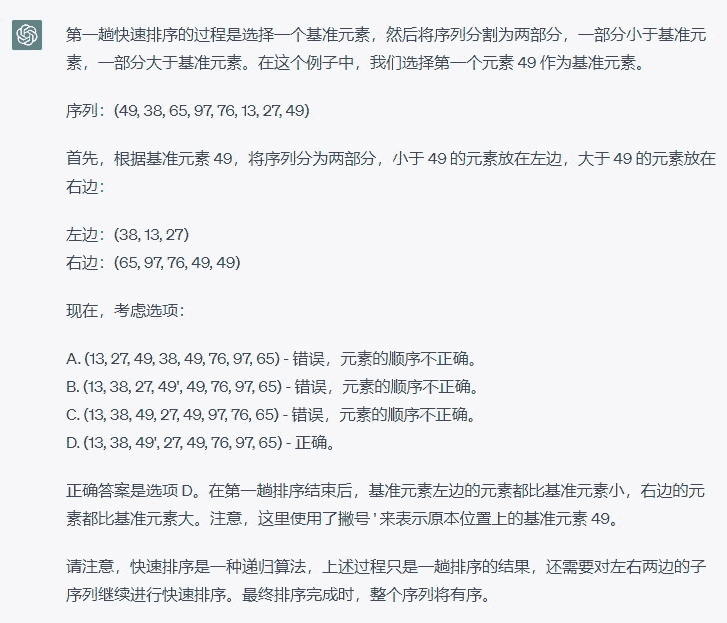 第一趟快速排序的过程是选择一个基准元素，然后将序列分割为两部分，一部分小于基准元
素，一部分大于基准元素。在这个例子中，我们选择第一个元素 49 作为基准元素。
序列：(49, 38, 65, 97, 76, 13, 27, 49)
首先，根据基准元素 49，将序列分为两部分，小于 49 的元素放在左边，大于 49 的元素放在
右边：
左边：(38, 13, 27)
右边：(65, 97, 76, 49, 49)
现在，考虑选项：
A. (13, 27, 49, 38, 49, 76, 97, 65) - 错误，元素的顺序不正确。
B. (13, 38, 27, 49', 49, 76, 97, 65) - 错误，元素的顺序不正确。
C. (13, 38, 49, 27, 49, 97, 76, 65) - 错误，元素的顺序不正确。
D. (13, 38, 49', 27, 49, 76, 97, 65) - 正确。
正确答案是选项 D。在第一趟排序结束后，基准元素左边的元素都比基准元素小，右边的元
素都比基准元素大。注意，这里使用了撇号 ' 来表示原本位置上的基准元素 49。
请注意，快速排序是一种递归算法，上述过程只是一趟排序的结果，还需要对左右两边的子
序列继续进行快速排序。最终排序完成时，整个序列将有序。